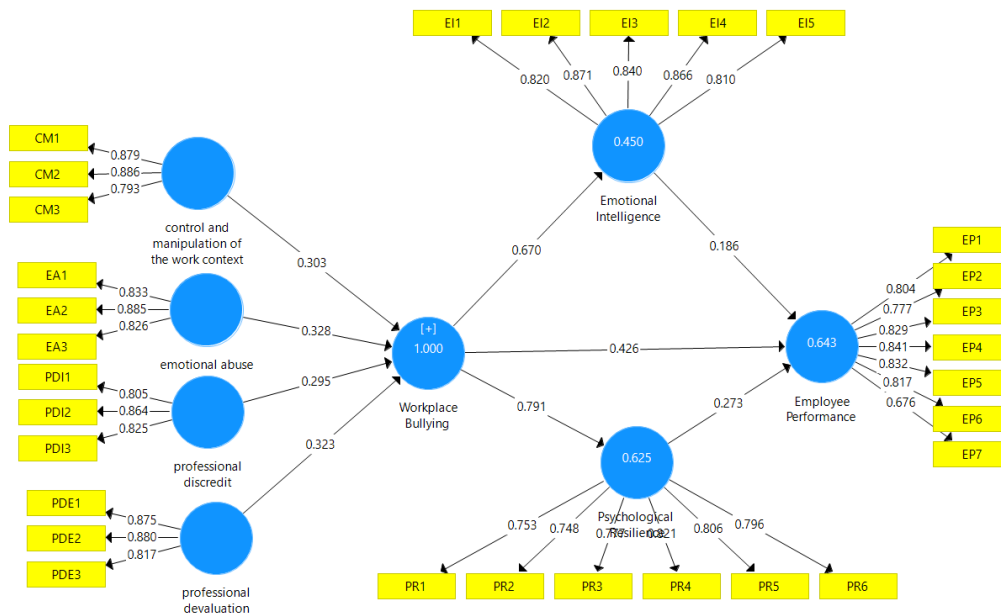 EI1
EI2
EI3
EI4
EI5
0.820
0.871
0.840
0.866
0.810
0.450
Emotional
Intelligence
CM1
CM2
CM3
0.879
0.886
0.793
control and
manipulation of
the work context
0.303
EA1
EA2
EA3
0.833
0.885
0.826
emotional abuse
0.328
PDI1
PDI2
PDI3
0.805
0.864
0.825
professional
discredit
0.295
PDE1
PDE2
PDE3
0.875
0.880
0.817
professional
devaluation
0.323
[+]
1.000
Workplace
Bullying
0.670
0.426
0.791
0.186
0.273
0.643
Employee
Performance
EP1
EP2
EP3
EP4
EP5
EP6
EP7
0.804
0.777
0.829
0.841
0.832
0.817
0.676
0.625
Psychological
Resilience
0.753
0.748
0.806
0.796
PR1
PR2
PR3
PR4
PR5
PR6